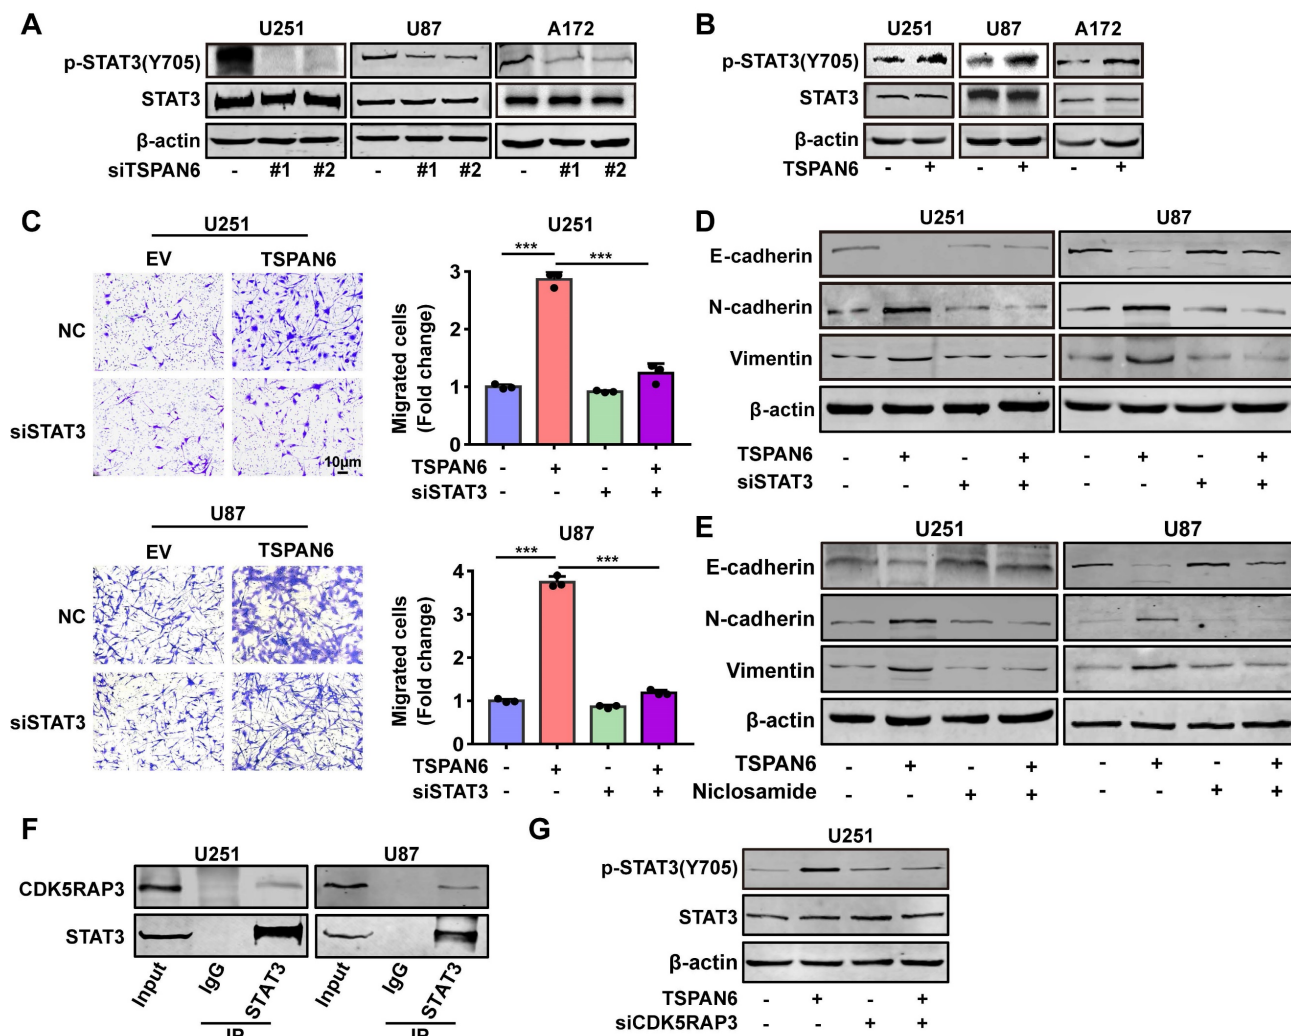 A
U251 U87 A172
p-STAT3(Y705)
STAT3
β-actin
siTSPAN6 - #1 #2 - #1 #2 - #1 #2
B
U251 U87 A172
p-STAT3(Y705)
STAT3
β-actin
TSPAN6 - + - + - +
C
U251
EV TSPAN6
NC
siSTAT3
10μm
U251
Migrated cells
(Fold change)
3
2
1
0
*** ***
TSPAN6 - + - +
siSTAT3 - - + +
U87
EV TSPAN6
NC
siSTAT3
U87
Migrated cells
(Fold change)
4
3
2
1
0
*** ***
TSPAN6 - + - +
siSTAT3 - - + +
D
U251 U87
E-cadherin
N-cadherin
Vimentin
β-actin
TSPAN6 - + - + - + - +
siSTAT3 - - + + - - + +
E
U251 U87
E-cadherin
N-cadherin
Vimentin
β-actin
TSPAN6 - + - + - + - +
Niclosamide - - + + - - + +
F
U251 U87
CDK5RAP3
STAT3
Input IgG STAT3 Input IgG STAT3
IP IP
G
U251
p-STAT3(Y705)
STAT3
β-actin
TSPAN6 - + - +
siCDK5RAP3 - - + +